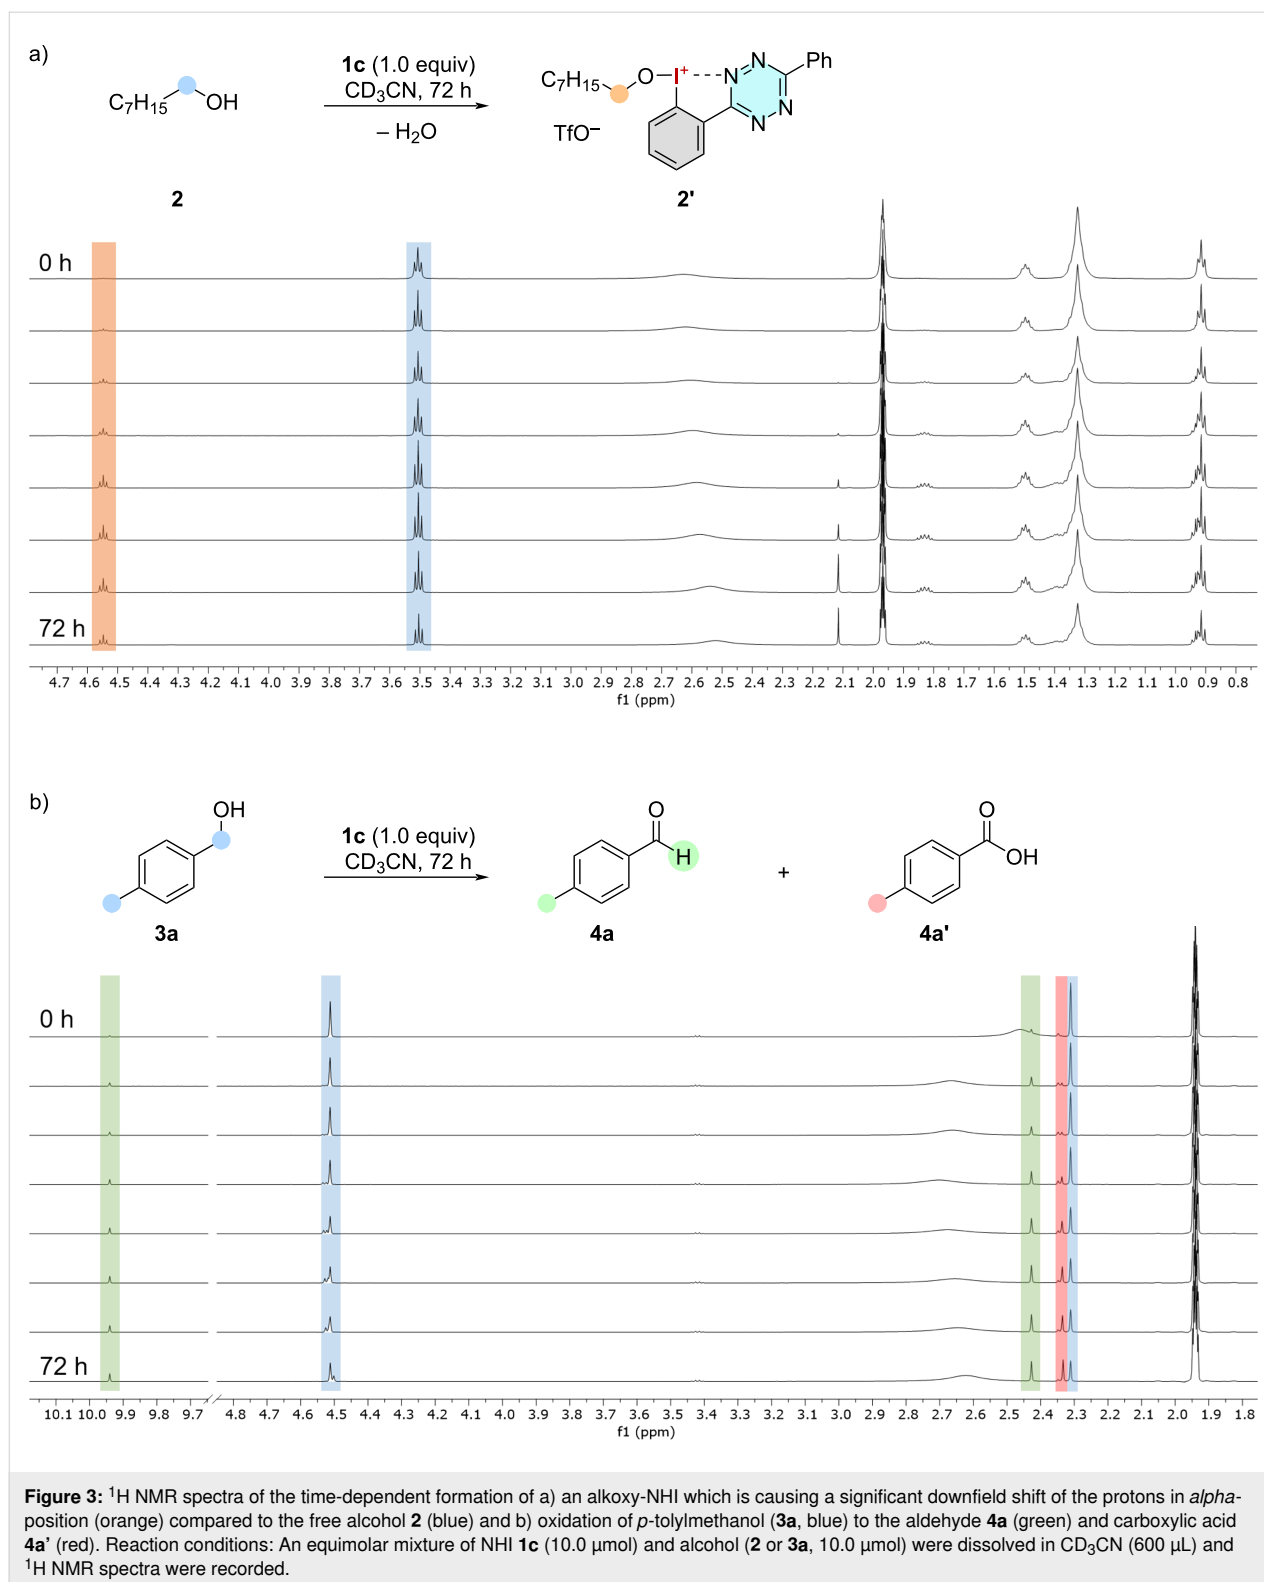 a)
C7H15 OH
1c (1.0 equiv)
CD3CN, 72 h
– H2O
C7H15 O I+ N N Ph
N N
TfO–
2
2'
0 h
72 h
4.7 4.6 4.5 4.4 4.3 4.2 4.1 4.0 3.9 3.8 3.7 3.6 3.5 3.4 3.3 3.2 3.1 3.0 2.9 2.8 2.7 2.6 2.5 2.4 2.3 2.2 2.1 2.0 1.9 1.8 1.7 1.6 1.5 1.4 1.3 1.2 1.1 1.0 0.9 0.8
f1 (ppm)
b)
OH
1c (1.0 equiv)
CD3CN, 72 h
O
H
+
O
OH
3a
4a
4a'
0 h
72 h
10.1 10.0 9.9 9.8 9.7 4.8 4.7 4.6 4.5 4.4 4.3 4.2 4.1 4.0 3.9 3.8 3.7 3.6 3.5 3.4 3.3 3.2 3.1 3.0 2.9 2.8 2.7 2.6 2.5 2.4 2.3 2.2 2.1 2.0 1.9 1.8
f1 (ppm)
Figure 3: 1H NMR spectra of the time-dependent formation of a) an alkoxy-NHI which is causing a significant downfield shift of the protons in alpha-
position (orange) compared to the free alcohol 2 (blue) and b) oxidation of p-tolylmethanol (3a, blue) to the aldehyde 4a (green) and carboxylic acid
4a’ (red). Reaction conditions: An equimolar mixture of NHI 1c (10.0 μmol) and alcohol (2 or 3a, 10.0 μmol) were dissolved in CD3CN (600 μL) and
1H NMR spectra were recorded.